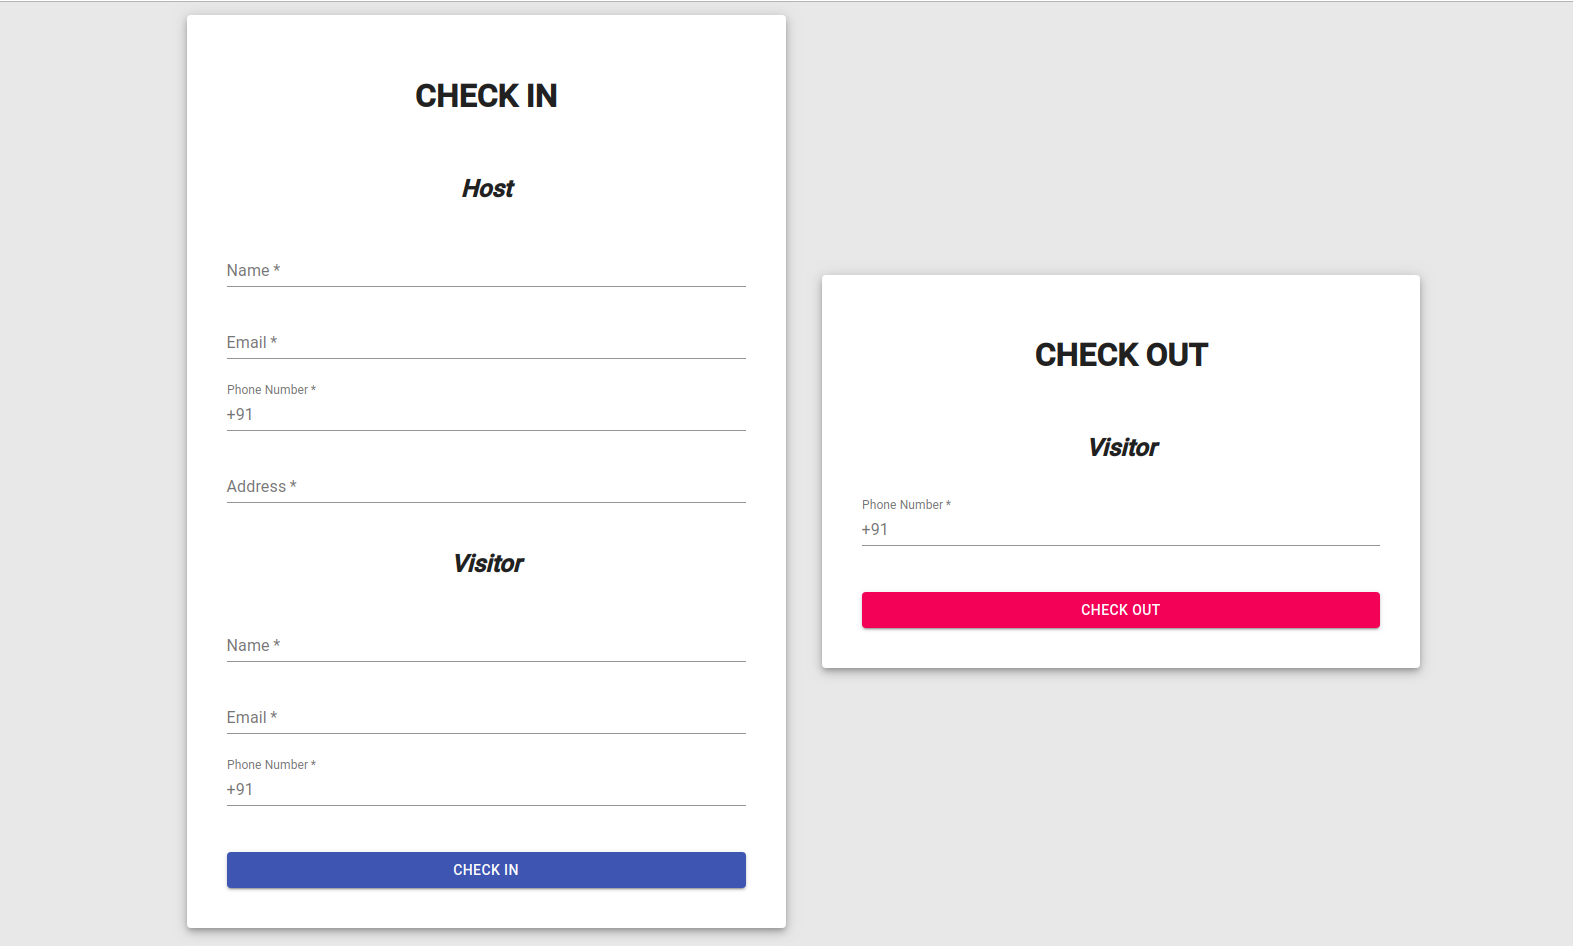 CHECK IN
Host
Name *
Email *
Phone Number *
+91
Address *
Visitor
Name *
Email *
Phone Number *
+91
CHECK IN
CHECK OUT
Visitor
Phone Number *
+91
CHECK OUT